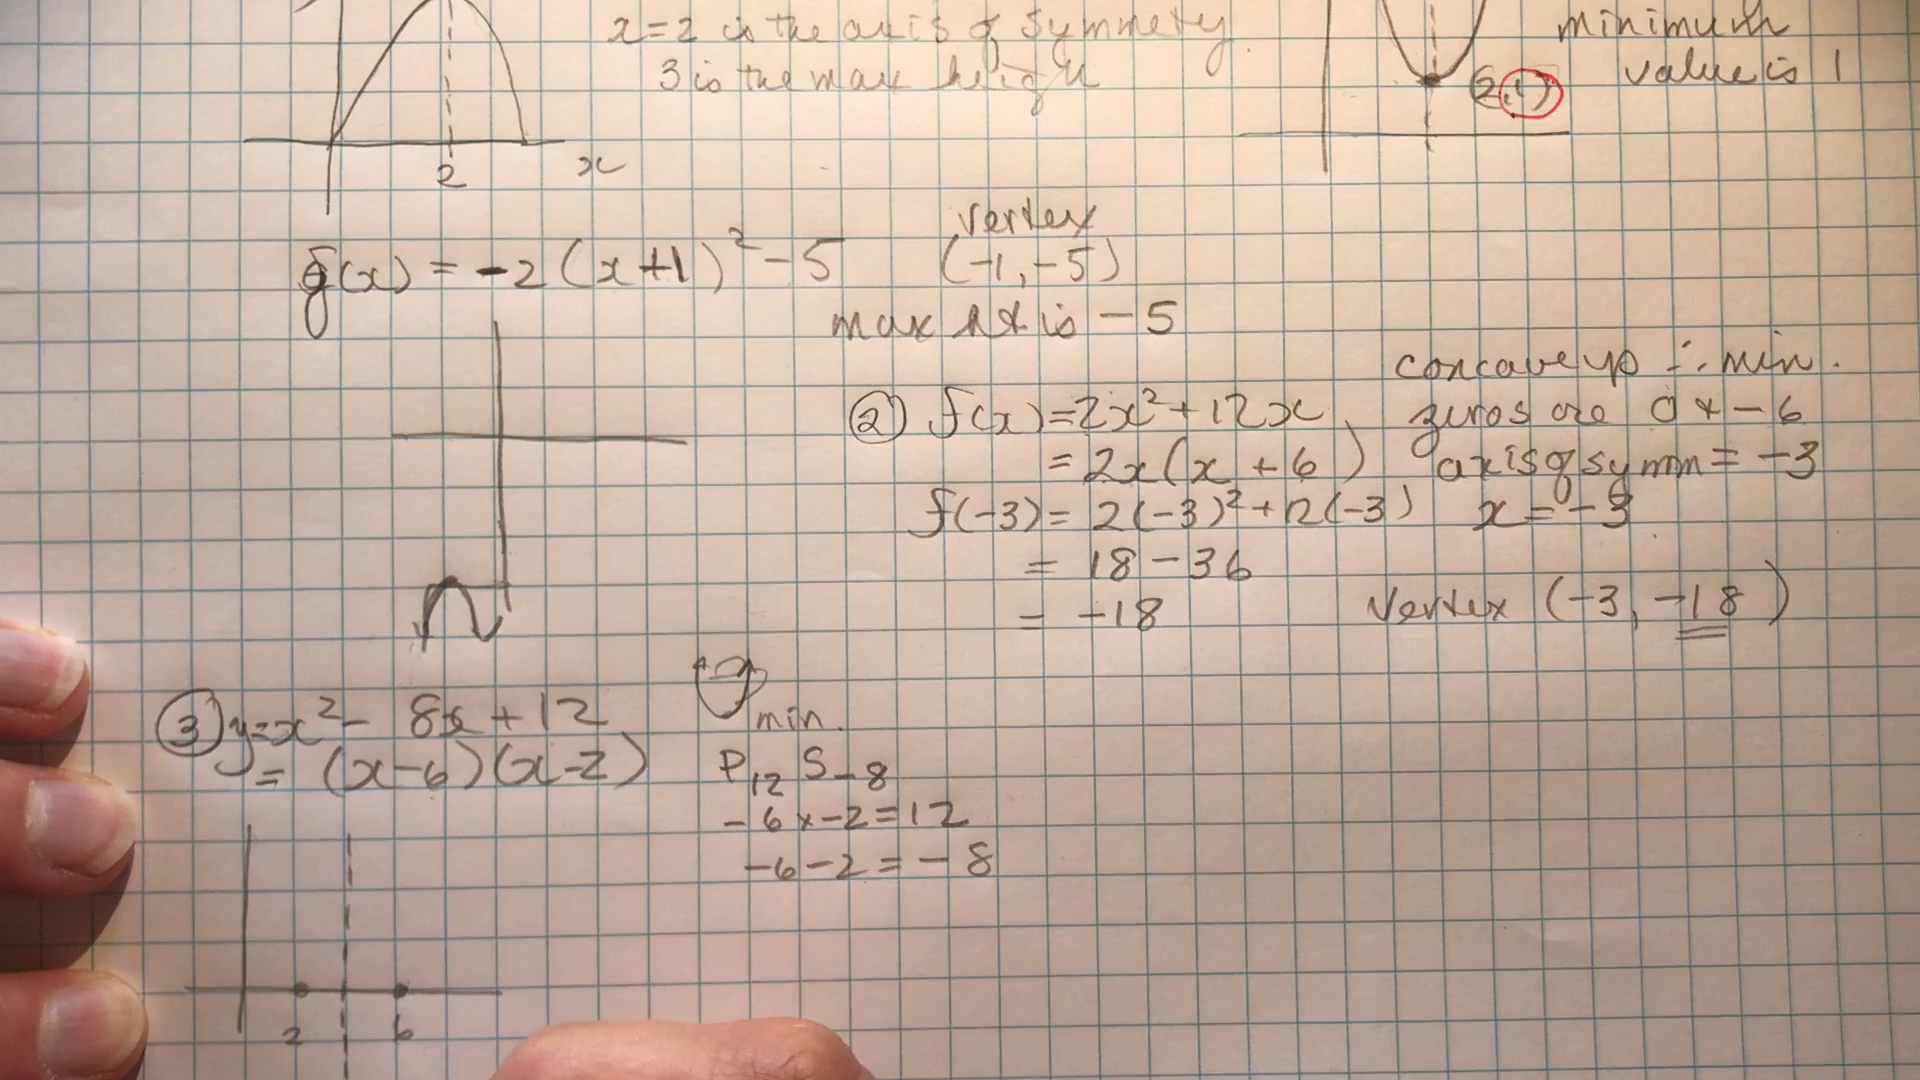 x=2 is the axis of symmetry
3 is the max height
2
x
minimum
value is 1
(2,1)
g(x) = -2(x+1)²-5
vertex
(-1,-5)
max ht is -5
concave up ∴ min.
② f(x)=2x²+12x
zeros are 0 + -6
= 2x(x+6)
axis of symm = -3
f(-3) = 2(-3)²+12(-3)
x = -3
= 18-36
= -18
Vertex (-3, -18)
③ y=x²- 8x+12
= (x-6)(x-2)
min.
P12 S-8
-6x-2=12
-6-2=-8
2
6